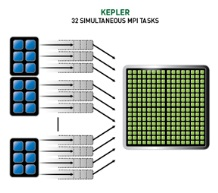 KEPLER
32 SIMULTANEOUS MPI TASKS